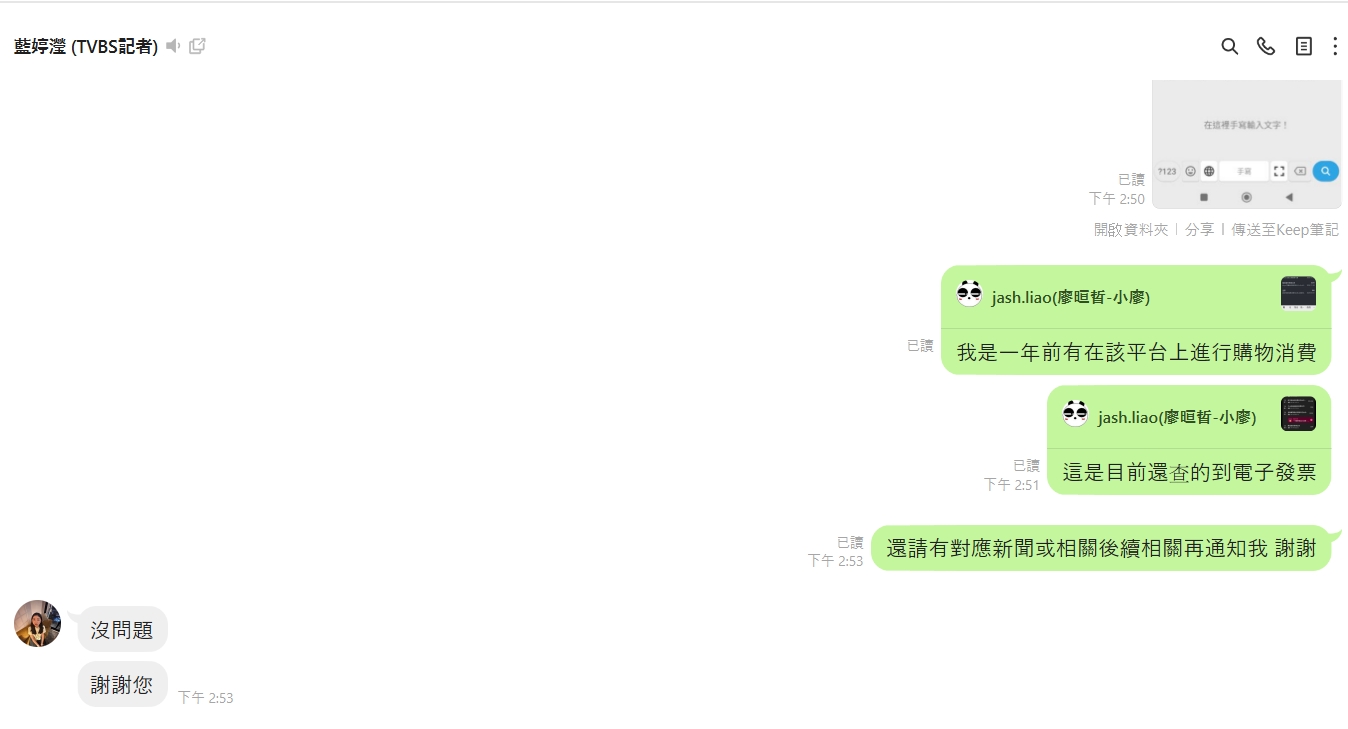 藍婷瀅 (TVBS記者)
在這裡手寫輸入文字！
?123
手寫
已讀
下午 2:50
開啟資料夾 | 分享 | 傳送至Keep筆記
jash.liao(廖晅晢-小廖)
已讀
我是一年前有在該平台上進行購物消費
jash.liao(廖晅晢-小廖)
已讀
下午 2:51
這是目前還查的到電子發票
已讀
下午 2:53
還請有對應新聞或相關後續相關再通知我 謝謝
沒問題
謝謝您
下午 2:53